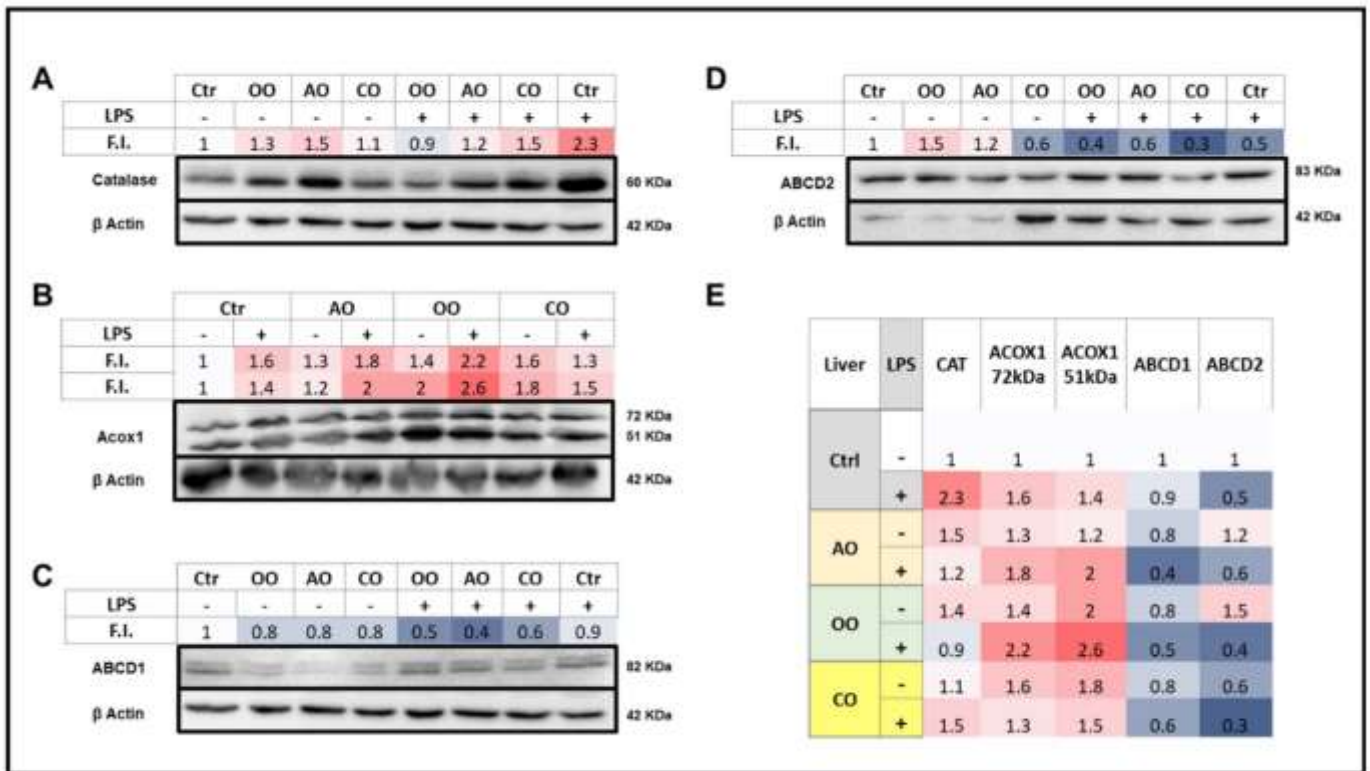 A
Ctr OO AO CO OO AO CO Ctr
LPS - - - - + + + +
F.I. 1 1.3 1.5 1.1 0.9 1.2 1.5 2.3
Catalase 60 KDa
β Actin 42 KDa
B
Ctr AO OO CO
LPS - + - + - + - +
F.I. 1 1.6 1.3 1.8 1.4 2.2 1.6 1.3
F.I. 1 1.4 1.2 2 2 2.6 1.8 1.5
72 KDa
Acox1 51 KDa
β Actin 42 KDa
C
Ctr OO AO CO OO AO CO Ctr
LPS - - - - + + + +
F.I. 1 0.8 0.8 0.8 0.5 0.4 0.6 0.9
ABCD1 82 KDa
β Actin 42 KDa
D
Ctr OO AO CO OO AO CO Ctr
LPS - - - - + + + +
F.I. 1 1.5 1.2 0.6 0.4 0.6 0.3 0.5
ABCD2 83 KDa
β Actin 42 KDa
E
Liver LPS CAT ACOX1 72kDa ACOX1 51kDa ABCD1 ABCD2
Ctrl - 1 1 1 1 1
+ 2.3 1.6 1.4 0.9 0.5
AO - 1.5 1.3 1.2 0.8 1.2
+ 1.2 1.8 2 0.4 0.6
OO - 1.4 1.4 2 0.8 1.5
+ 0.9 2.2 2.6 0.5 0.4
CO - 1.1 1.6 1.8 0.8 0.6
+ 1.5 1.3 1.5 0.6 0.3